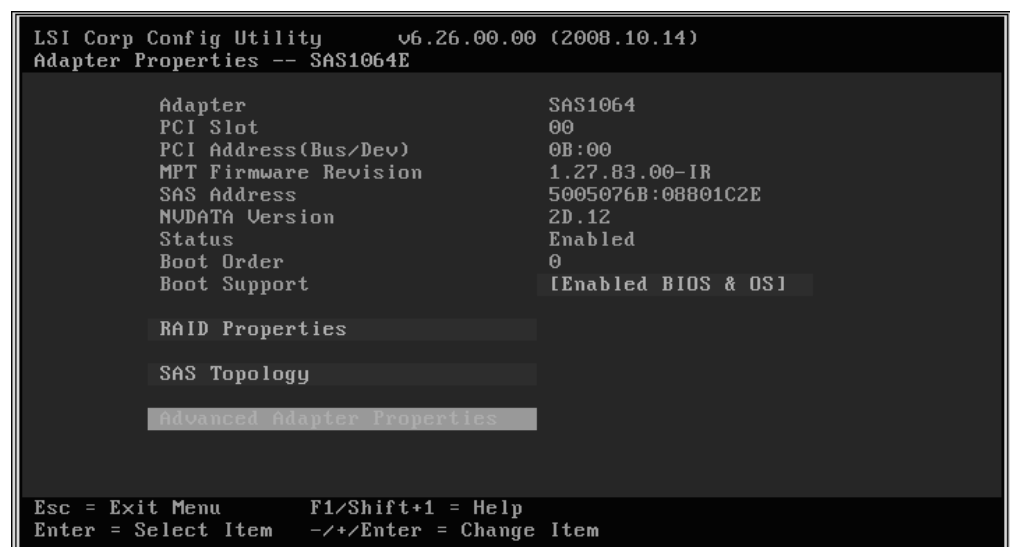 LSI Corp Config Utility v6.26.00.00 (2008.10.14)
Adapter Properties -- SAS1064E
Adapter SAS1064
PCI Slot 00
PCI Address(Bus/Dev) 0B:00
MPT Firmware Revision 1.27.83.00-IR
SAS Address 5005076B:08801C2E
NVDATA Version 2D.12
Status Enabled
Boot Order 0
Boot Support [Enabled BIOS & OS]
RAID Properties
SAS Topology
Advanced Adapter Properties
Esc = Exit Menu F1/Shift+1 = Help
Enter = Select Item -/+/Enter = Change Item